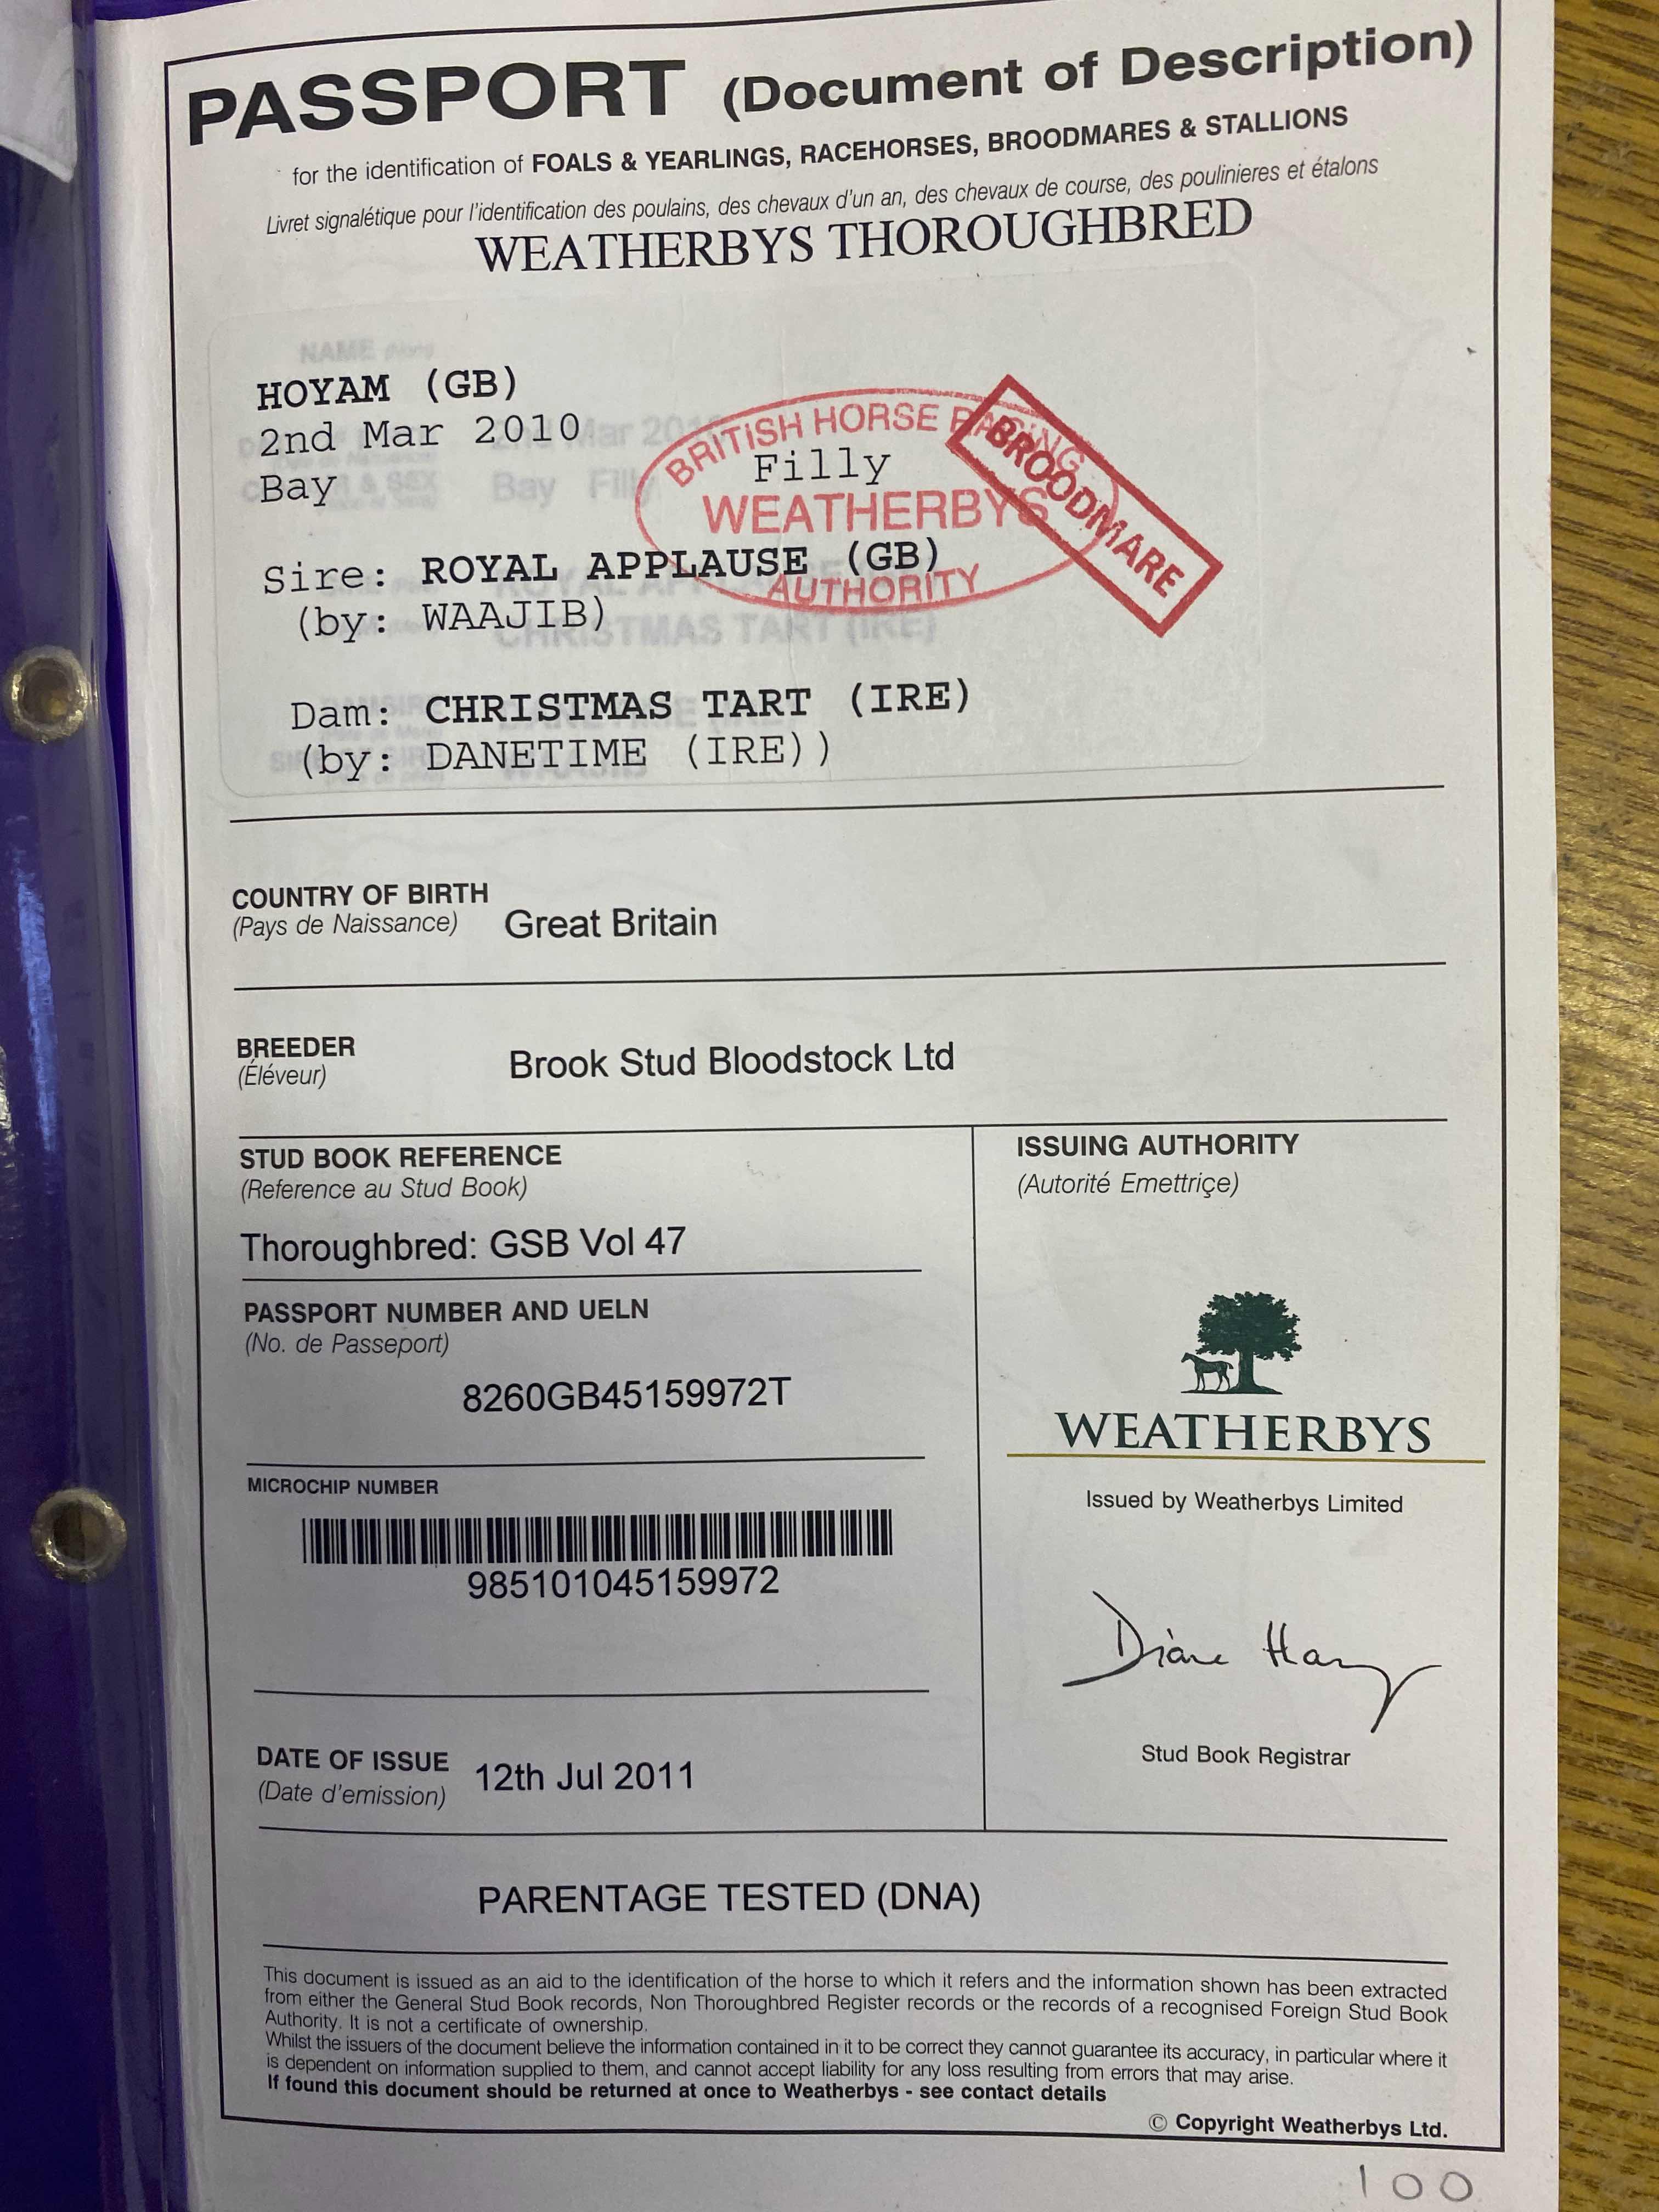 PASSPORT (Document of Description)
for the identification of FOALS & YEARLINGS, RACEHORSES, BROODMARES & STALLIONS
Livret signalétique pour l'identification des poulains, des chevaux d'un an, des chevaux de course, des poulinieres et étalons
WEATHERBYS THOROUGHBRED
NAME
HOYAM (GB)
2nd Mar 2010
Bay Filly
BRITISH HORSE RACING
WEATHERBYS
AUTHORITY
BROODMARE
Sire: ROYAL APPLAUSE (GB)
(by: WAAJIB)
Dam: CHRISTMAS TART (IRE)
(by: DANETIME (IRE))
COUNTRY OF BIRTH
(Pays de Naissance) Great Britain
BREEDER
(Éléveur) Brook Stud Bloodstock Ltd
STUD BOOK REFERENCE
(Reference au Stud Book)
Thoroughbred: GSB Vol 47
PASSPORT NUMBER AND UELN
(No. de Passeport)
8260GB45159972T
MICROCHIP NUMBER
985101045159972
DATE OF ISSUE
(Date d'emission) 12th Jul 2011
ISSUING AUTHORITY
(Autorité Emettriçe)
WEATHERBYS
Issued by Weatherbys Limited
Diane
Stud Book Registrar
PARENTAGE TESTED (DNA)
This document is issued as an aid to the identification of the horse to which it refers and the information shown has been extracted
from either the General Stud Book records, Non Thoroughbred Register records or the records of a recognised Foreign Stud Book
Authority. It is not a certificate of ownership.
Whilst the issuers of the document believe the information contained in it to be correct they cannot guarantee its accuracy, in particular where it
is dependent on information supplied to them, and cannot accept liability for any loss resulting from errors that may arise.
If found this document should be returned at once to Weatherbys - see contact details
© Copyright Weatherbys Ltd.
100